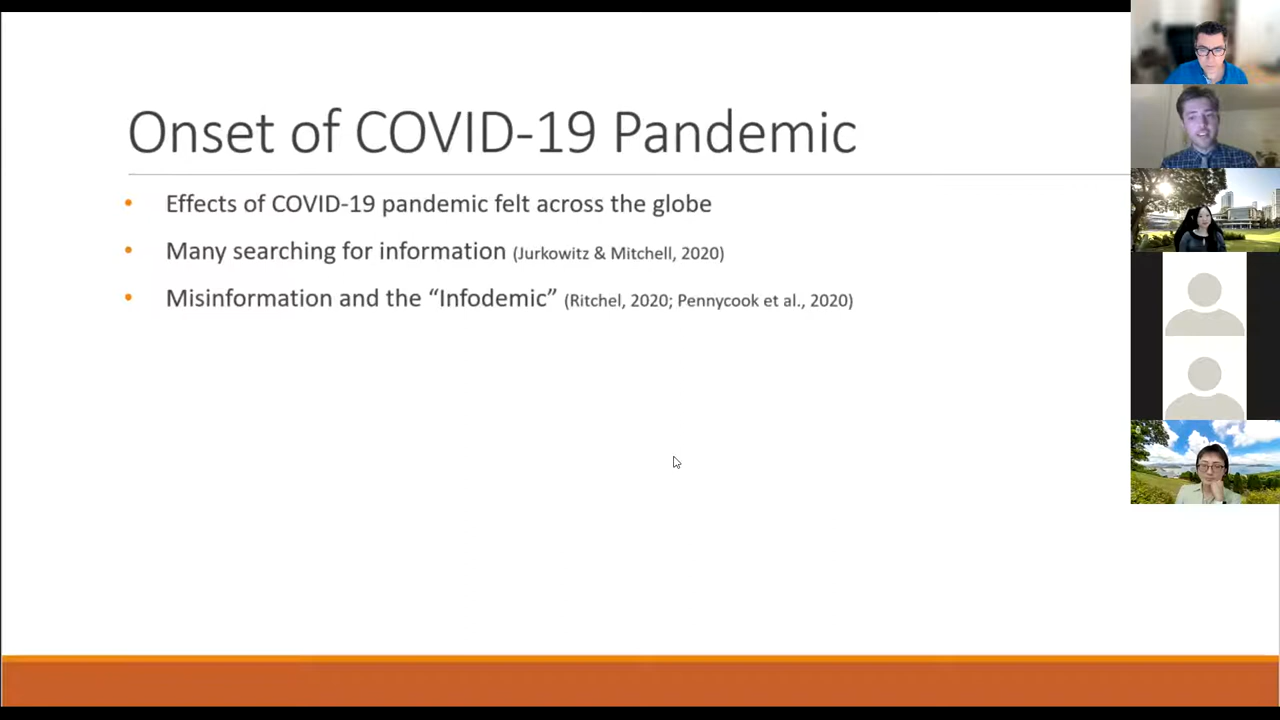 Onset of COVID-19 Pandemic
• Effects of COVID-19 pandemic felt across the globe
• Many searching for information (Jurkowitz & Mitchell, 2020)
• Misinformation and the “Infodemic” (Ritchel, 2020; Pennycook et al., 2020)